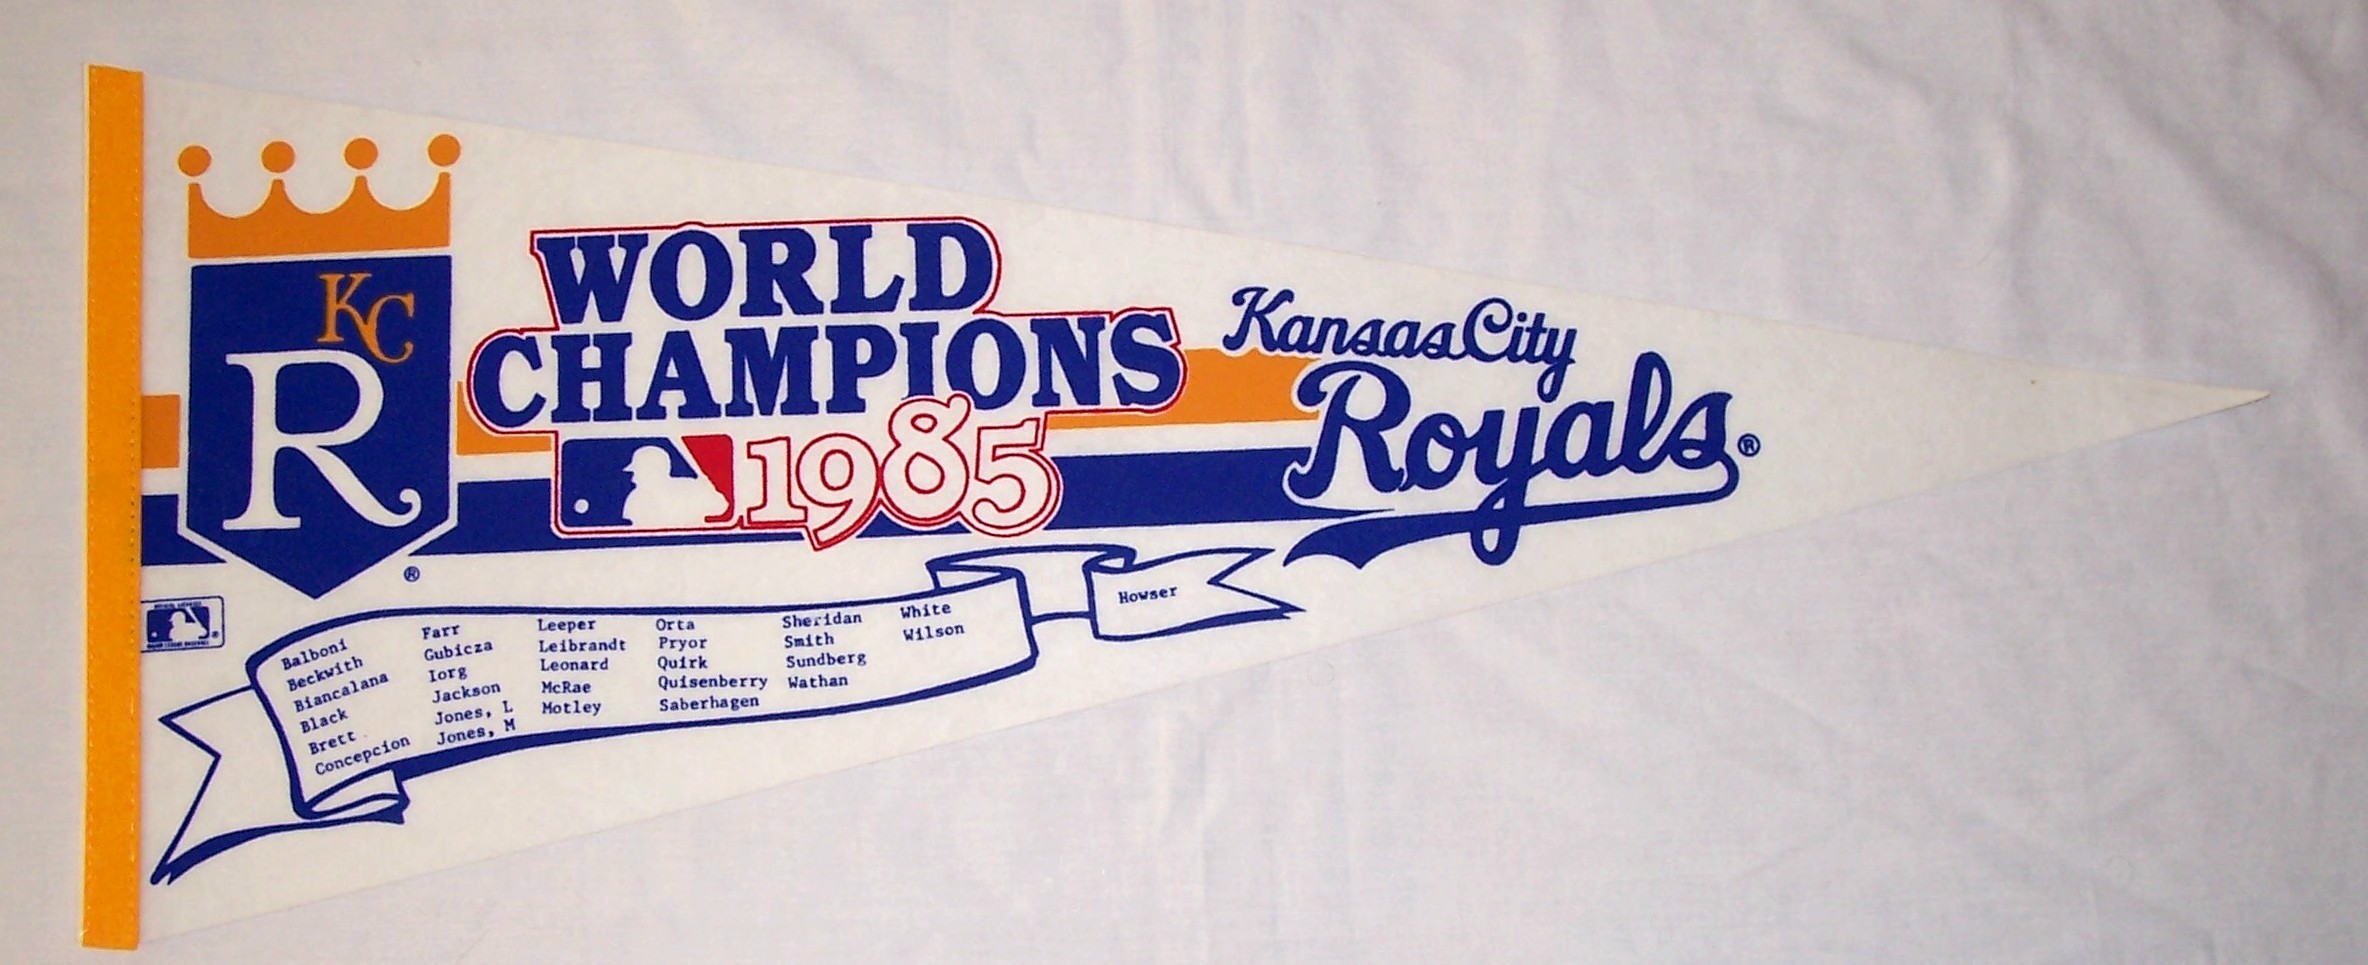 KC
R
®
WORLD
CHAMPIONS
1985
Kansas City
Royals®
Balboni
Beckwith
Biancalana
Black
Brett
Concepcion
Farr
Gubicza
Iorg
Jackson
Jones, L
Jones, M
Leeper
Leibrandt
Leonard
McRae
Motley
Orta
Pryor
Quirk
Quisenberry
Saberhagen
Sheridan
Smith
Sundberg
Wathan
White
Wilson
Howser